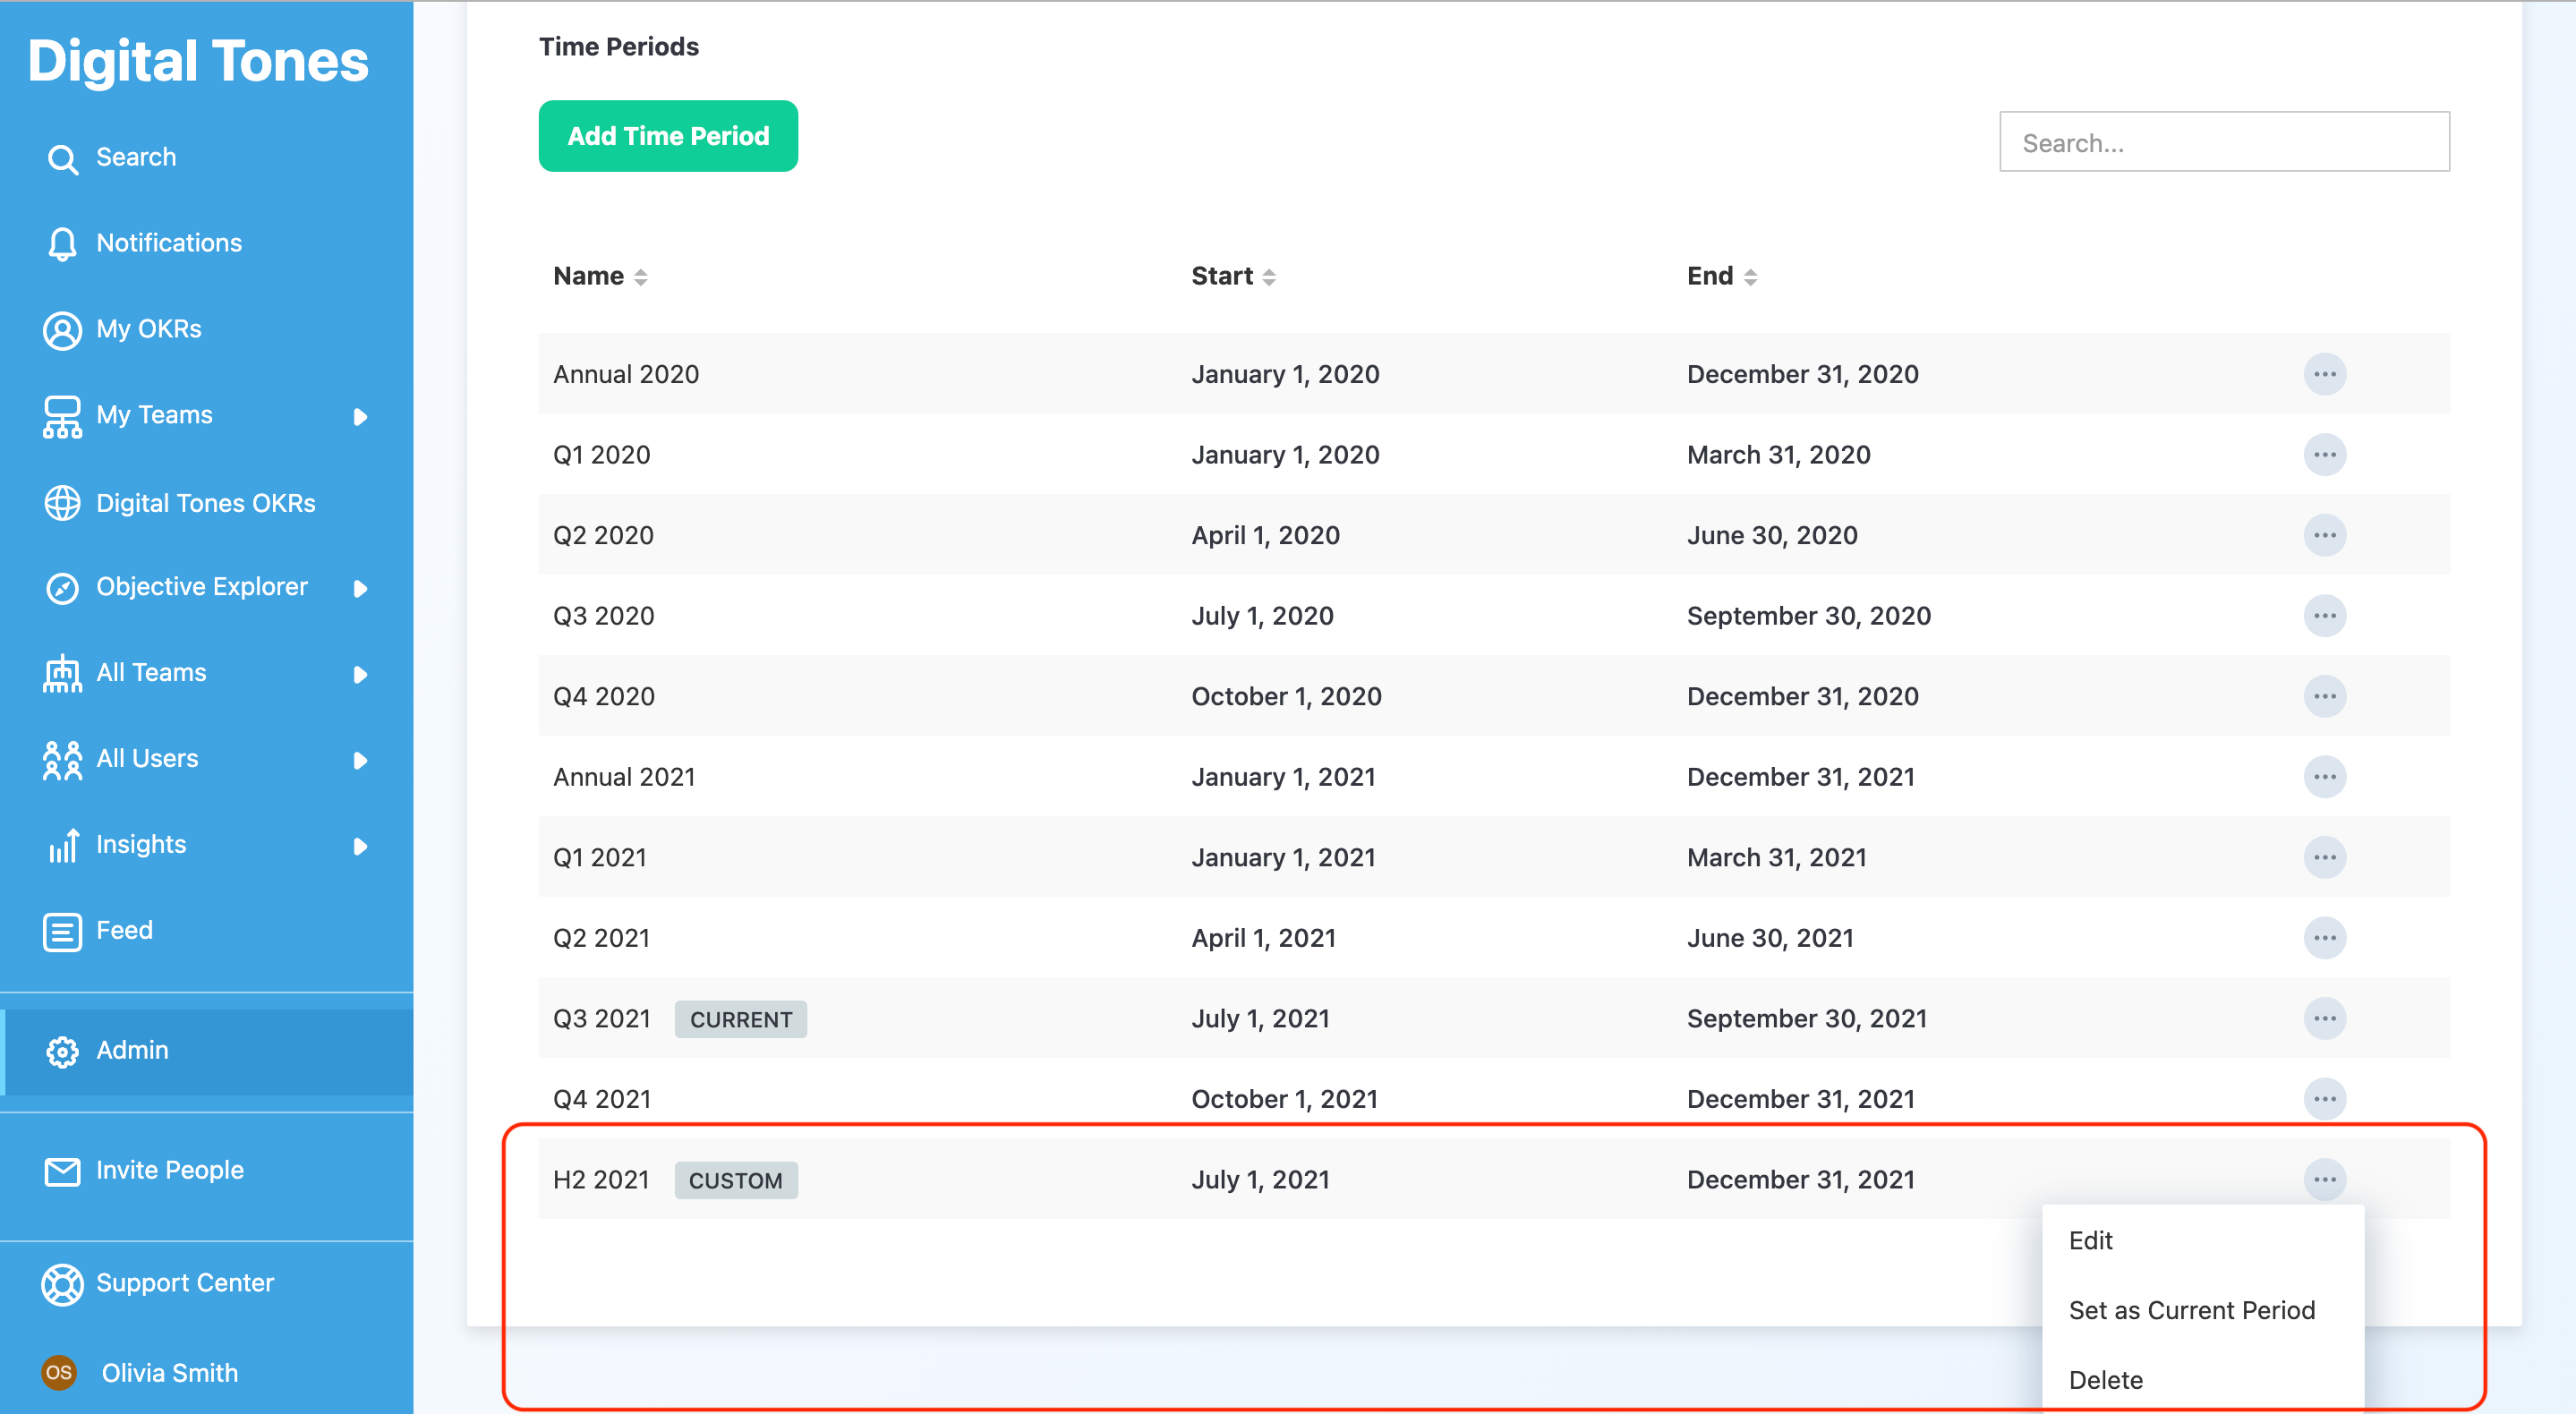 Digital Tones
Search
Notifications
My OKRs
My Teams
Digital Tones OKRs
Objective Explorer
All Teams
All Users
Insights
Feed
Admin
Invite People
Support Center
OS Olivia Smith
Time Periods
Add Time Period
Search...
Name Start End
Annual 2020 January 1, 2020 December 31, 2020
Q1 2020 January 1, 2020 March 31, 2020
Q2 2020 April 1, 2020 June 30, 2020
Q3 2020 July 1, 2020 September 30, 2020
Q4 2020 October 1, 2020 December 31, 2020
Annual 2021 January 1, 2021 December 31, 2021
Q1 2021 January 1, 2021 March 31, 2021
Q2 2021 April 1, 2021 June 30, 2021
Q3 2021 CURRENT July 1, 2021 September 30, 2021
Q4 2021 October 1, 2021 December 31, 2021
H2 2021 CUSTOM July 1, 2021 December 31, 2021
Edit
Set as Current Period
Delete